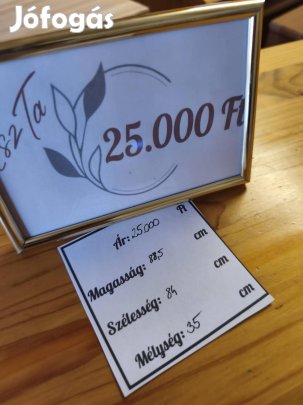 Jófogás
25.000 Ft
Ár: 25.000 Ft
Magasság: 88,5 cm
Szélesség: 84 cm
Mélység: 35 cm